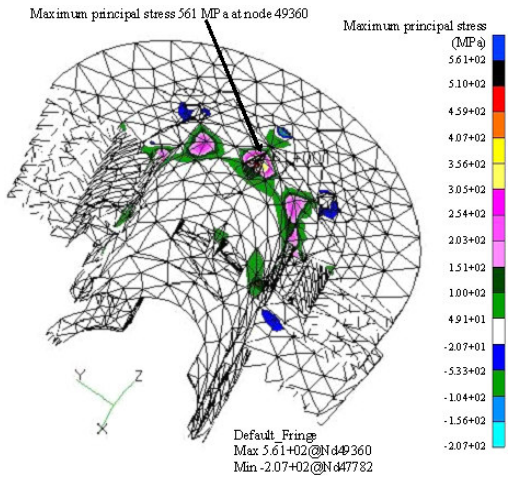 Maximum principal stress 561 MPa at node 49360
Maximum principal stress
(MPa)
5.61+02
5.10+02
4.59+02
4.07+02
3.56+02
3.05+02
2.54+02
2.03+02
1.51+02
1.00+02
4.91+01
-2.07+01
-5.33+02
-1.04+02
-1.56+02
-2.07+02
Y
Z
X
Default_Fringe
Max 5.61+02@Nd49360
Min -2.07+02@Nd47782